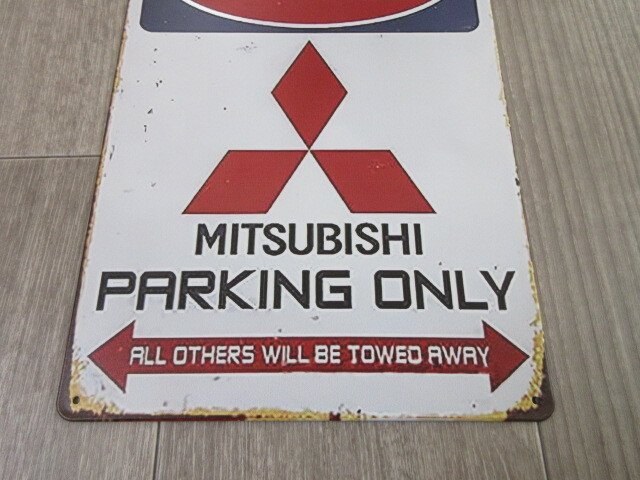 MITSUBISHI
PARKING ONLY
ALL OTHERS WILL BE TOWED AWAY